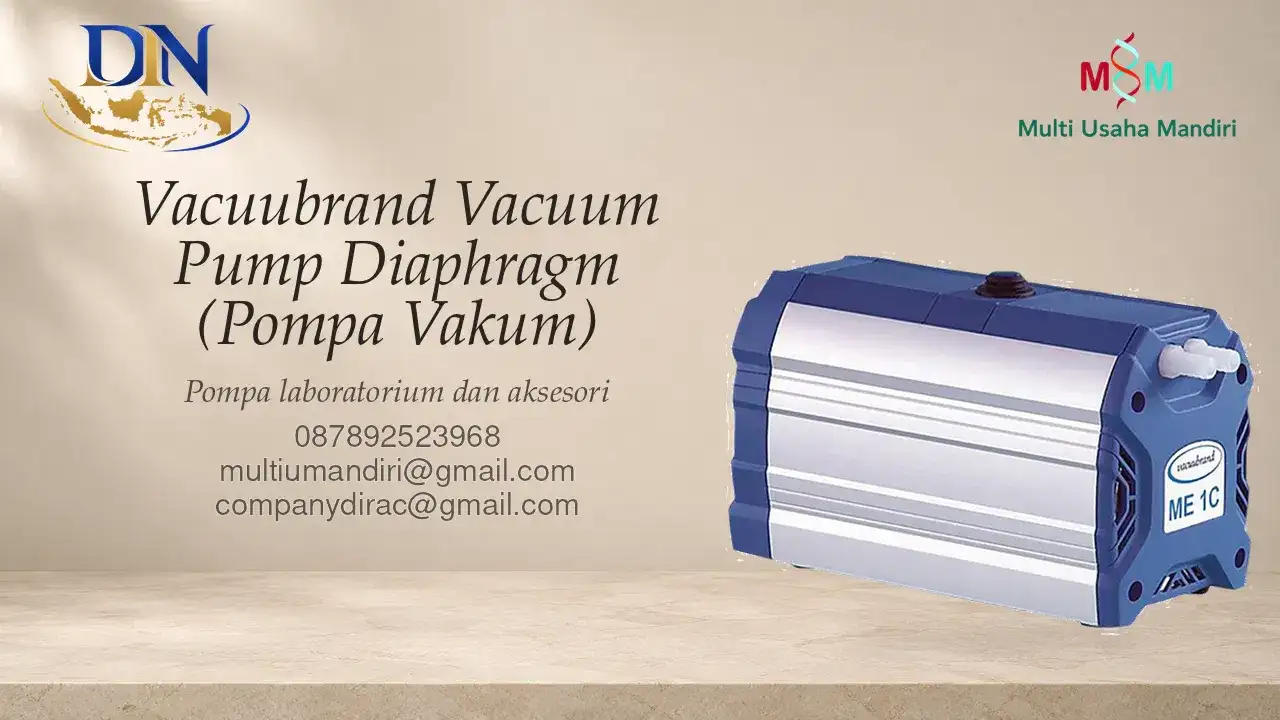 DN
M M
Multi Usaha Mandiri
Vacuubrand Vacuum
Pump Diaphragm
(Pompa Vakum)
Pompa laboratorium dan aksesori
087892523968
multiumandiri@gmail.com
companydirac@gmail.com
vacuubrand
ME 1C